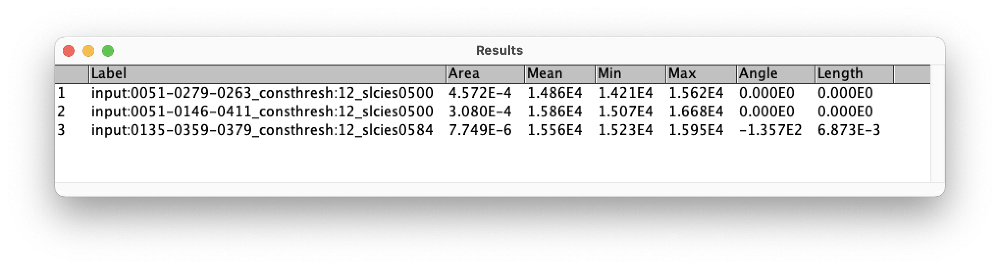 Results
Label Area Mean Min Max Angle Length
1 input:0051-0279-0263_consthresh:12_slcies0500 4.572E-4 1.486E4 1.421E4 1.562E4 0.000E0 0.000E0
2 input:0051-0146-0411_consthresh:12_slcies0500 3.080E-4 1.586E4 1.507E4 1.668E4 0.000E0 0.000E0
3 input:0135-0359-0379_consthresh:12_slcies0584 7.749E-6 1.556E4 1.523E4 1.595E4 -1.357E2 6.873E-3